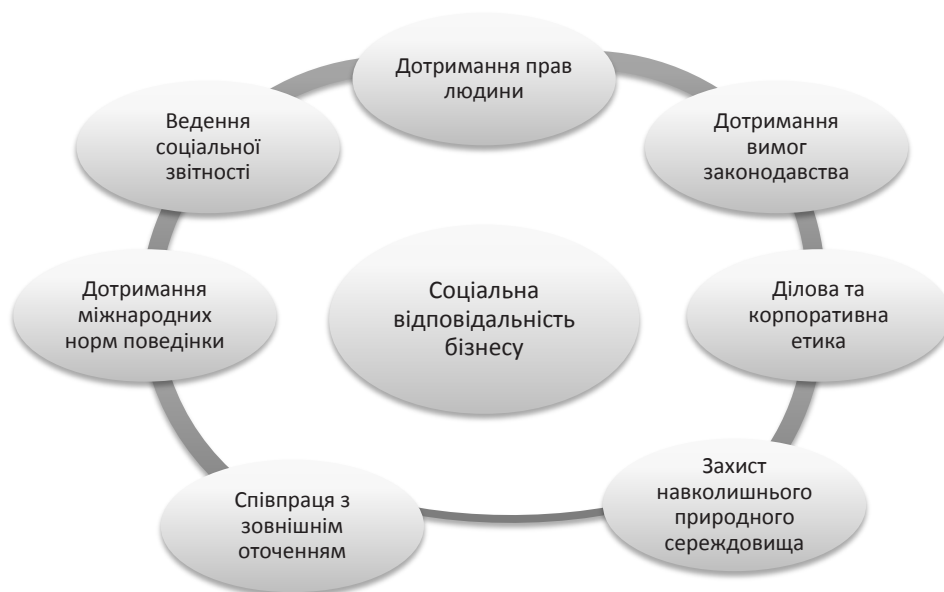 Дотримання прав
людини
Ведення
соціальної
звітності
Дотримання
вимог
законодавства
Дотримання
міжнародних
норм поведінки
Соціальна
відповідальність
бізнесу
Ділова та
корпоративна
етика
Співпраця з
зовнішнім
оточенням
Захист
навколишнього
природного
сереждовища